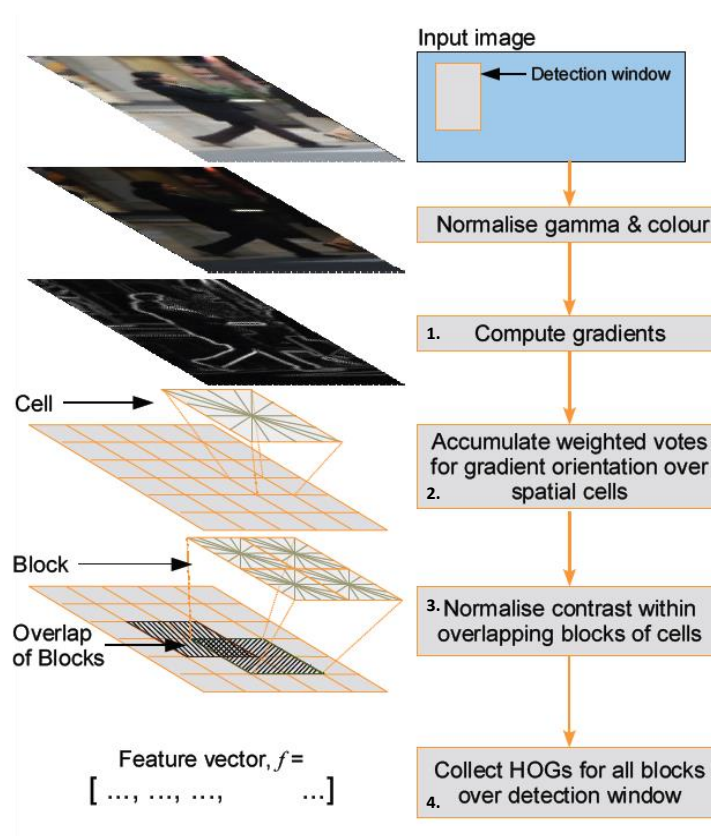 Input image
Detection window
Normalise gamma & colour
1. Compute gradients
Cell
Accumulate weighted votes
for gradient orientation over
2. spatial cells
Block
3. Normalise contrast within
overlapping blocks of cells
Overlap
of Blocks
Feature vector, f =
[ ..., ..., ..., ...]
Collect HOGs for all blocks
4. over detection window